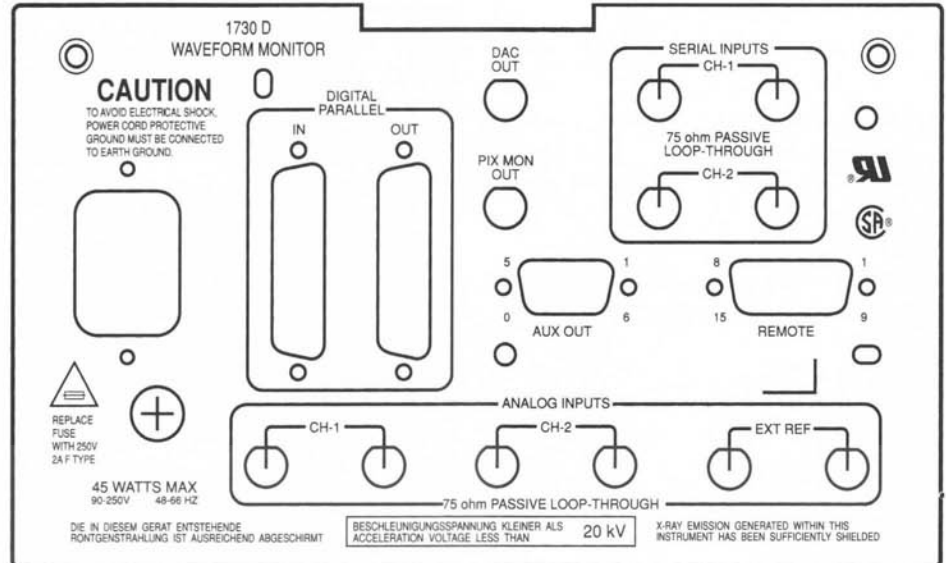 1730 D
WAVEFORM MONITOR
CAUTION
TO AVOID ELECTRICAL SHOCK,
POWER CORD PROTECTIVE
GROUND MUST BE CONNECTED
TO EARTH GROUND.
DIGITAL
PARALLEL
IN
OUT
DAC
OUT
PIX MON
OUT
SERIAL INPUTS
CH-1
75 ohm PASSIVE
LOOP-THROUGH
CH-2
UR®
SA®
5 1
0 6
AUX OUT
8 1
15 9
REMOTE
REPLACE
FUSE
WITH 250V
2A F TYPE
45 WATTS MAX
90-250V 48-66 HZ
ANALOG INPUTS
CH-1
CH-2
EXT REF
75 ohm PASSIVE LOOP-THROUGH
DIE IN DIESEM GERAT ENTSTEHENDE
RONTGENSTRAHLUNG IST AUSREICHEND ABGESCHIRMT
BESCHLEUNIGUNGSSPANNUNG KLEINER ALS
ACCELERATION VOLTAGE LESS THAN
20 kV
X-RAY EMISSION GENERATED WITHIN THIS
INSTRUMENT HAS BEEN SUFFICIENTLY SHIELDED